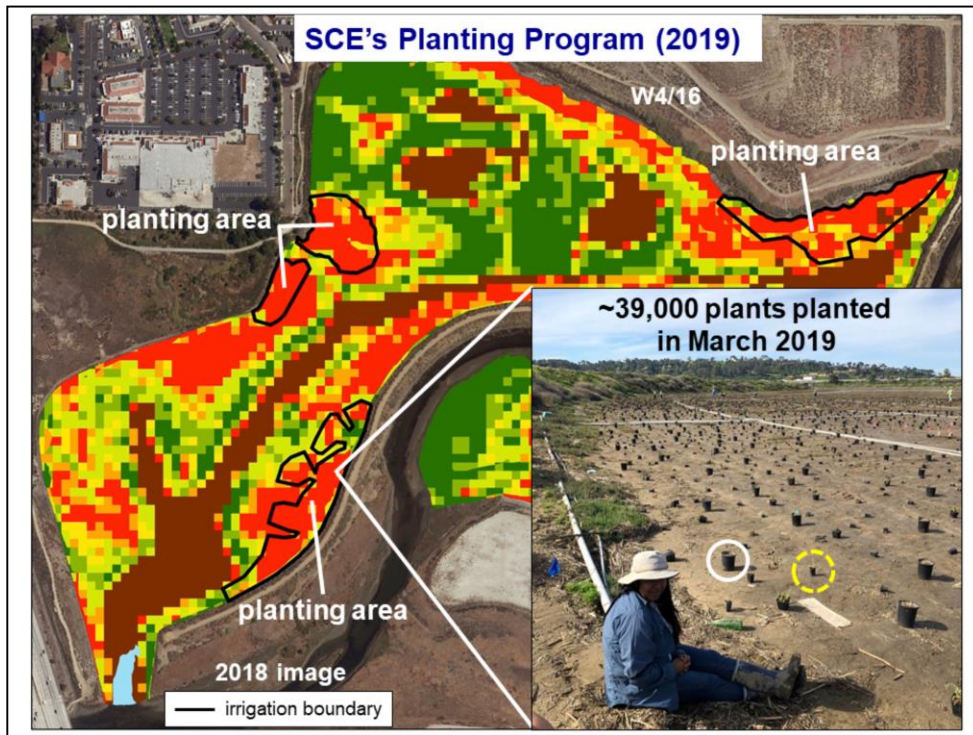 SCE's Planting Program (2019)
W4/16
planting area
planting area
~39,000 plants planted
in March 2019
planting area
2018 image
irrigation boundary